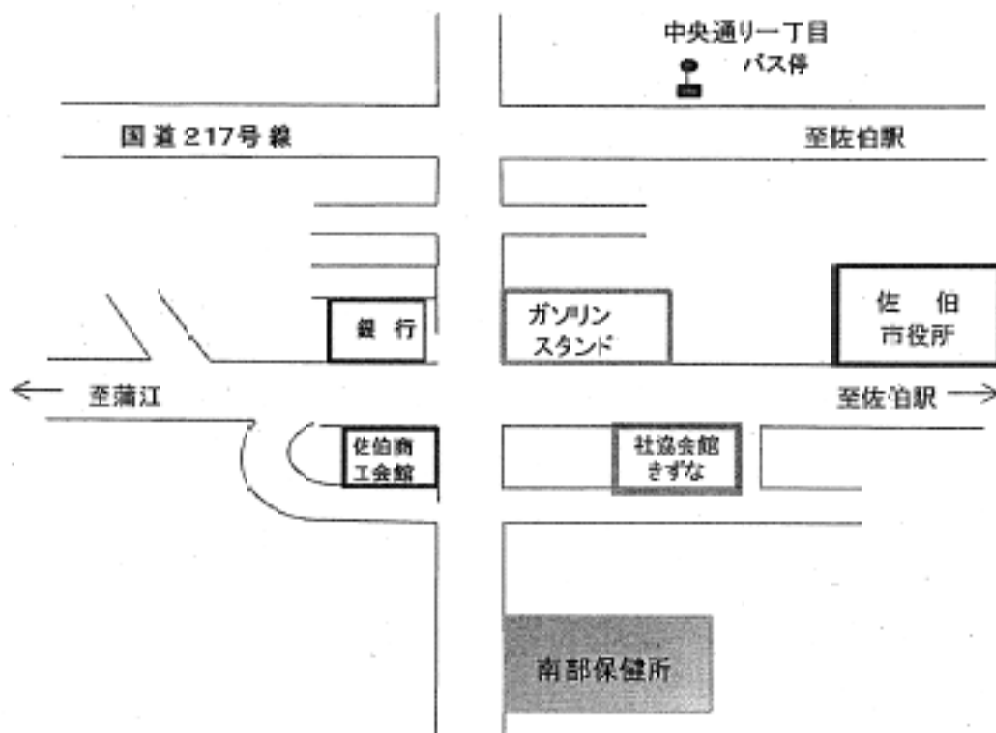 中央通り一丁目
バス停
国道217号線
至佐伯駅
銀行
ガソリン
スタンド
佐伯
市役所
至蒲江
至佐伯駅
佐伯商
工会館
社協会館
きずな
南部保健所